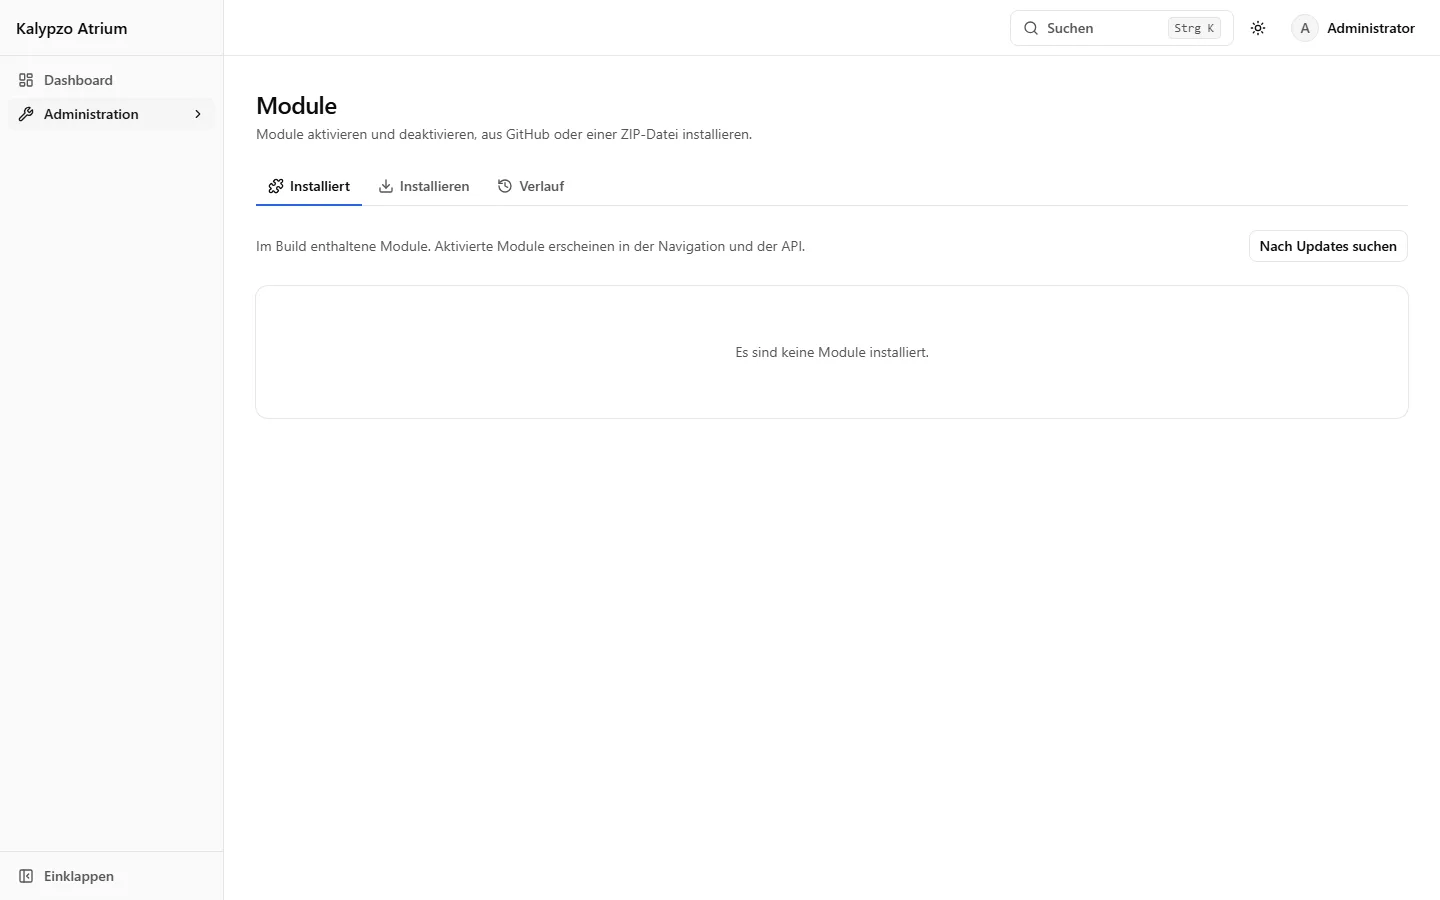 Kalypzo Atrium
Suchen
Strg K
A
Administrator
Dashboard
Administration
Module
Module aktivieren und deaktivieren, aus GitHub oder einer ZIP-Datei installieren.
Installiert
Installieren
Verlauf
Im Build enthaltene Module. Aktivierte Module erscheinen in der Navigation und der API.
Nach Updates suchen
Es sind keine Module installiert.
Einklappen